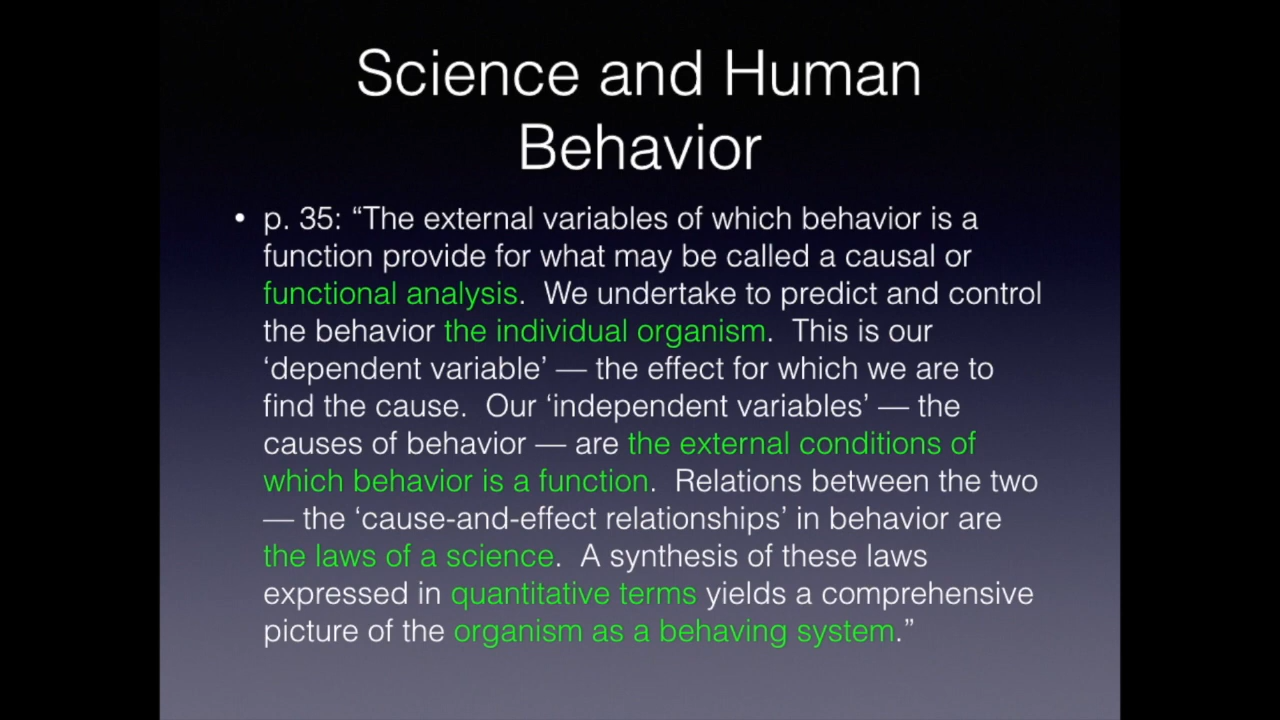 Science and Human
Behavior
• p. 35: “The external variables of which behavior is a
function provide for what may be called a causal or
functional analysis.  We undertake to predict and control
the behavior the individual organism.  This is our
‘dependent variable’ — the effect for which we are to
find the cause.  Our ‘independent variables’ — the
causes of behavior — are the external conditions of
which behavior is a function.  Relations between the two
— the ‘cause-and-effect relationships’ in behavior are
the laws of a science.  A synthesis of these laws
expressed in quantitative terms yields a comprehensive
picture of the organism as a behaving system.”